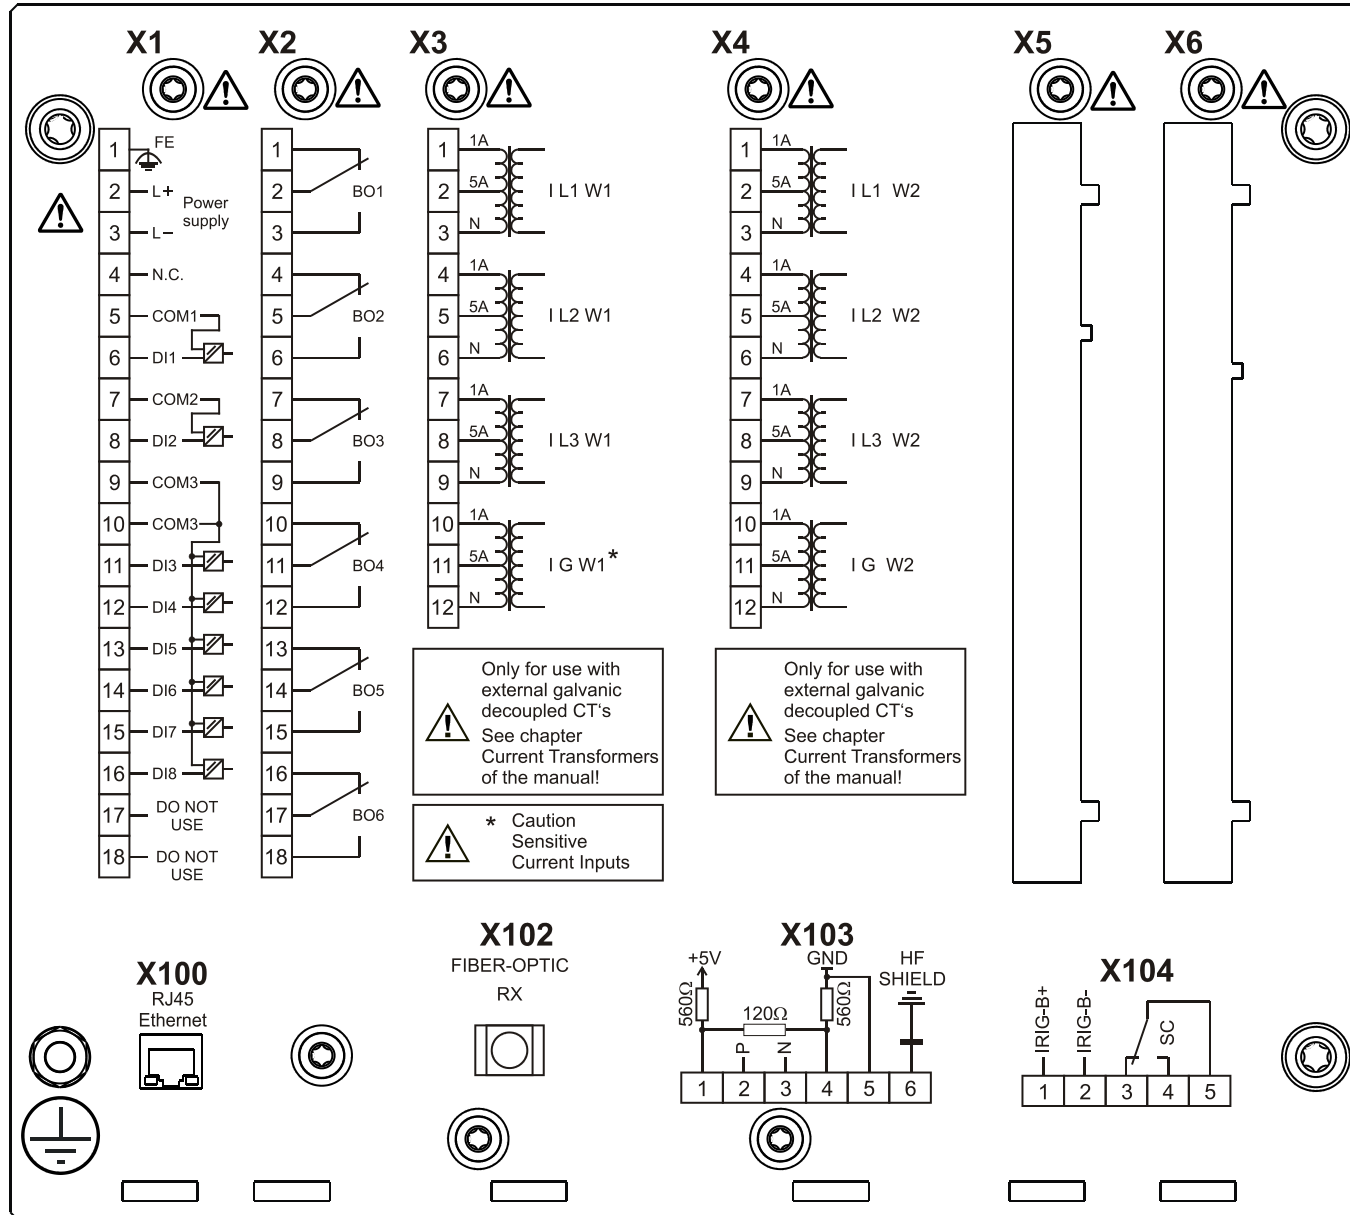 X1
X2
X3
X4
X5
X6
1 FE
2 L+
3 L–
Power
supply
4 N.C.
5 COM1
6 DI1
7 COM2
8 DI2
9 COM3
10 COM3
11 DI3
12 DI4
13 DI5
14 DI6
15 DI7
16 DI8
17 DO NOT
USE
18 DO NOT
USE
1
2 BO1
3
4
5 BO2
6
7
8 BO3
9
10
11 BO4
12
13
14 BO5
15
16
17 BO6
18
1 1A
2 5A I L1 W1
3 N
4 1A
5 5A I L2 W1
6 N
7 1A
8 5A I L3 W1
9 N
10 1A
11 5A I G W1*
12 N
Only for use with
external galvanic
decoupled CT‘s
See chapter
Current Transformers
of the manual!
* Caution
Sensitive
Current Inputs
1 1A
2 5A I L1 W2
3 N
4 1A
5 5A I L2 W2
6 N
7 1A
8 5A I L3 W2
9 N
10 1A
11 5A I G W2
12 N
Only for use with
external galvanic
decoupled CT‘s
See chapter
Current Transformers
of the manual!
X100
RJ45
Ethernet
X102
FIBER-OPTIC
RX
X103
+5V
GND
HF
SHIELD
560Ω
120Ω
560Ω
P
N
1 2 3 4 5 6
X104
IRIG-B+
IRIG-B-
SC
1 2 3 4 5